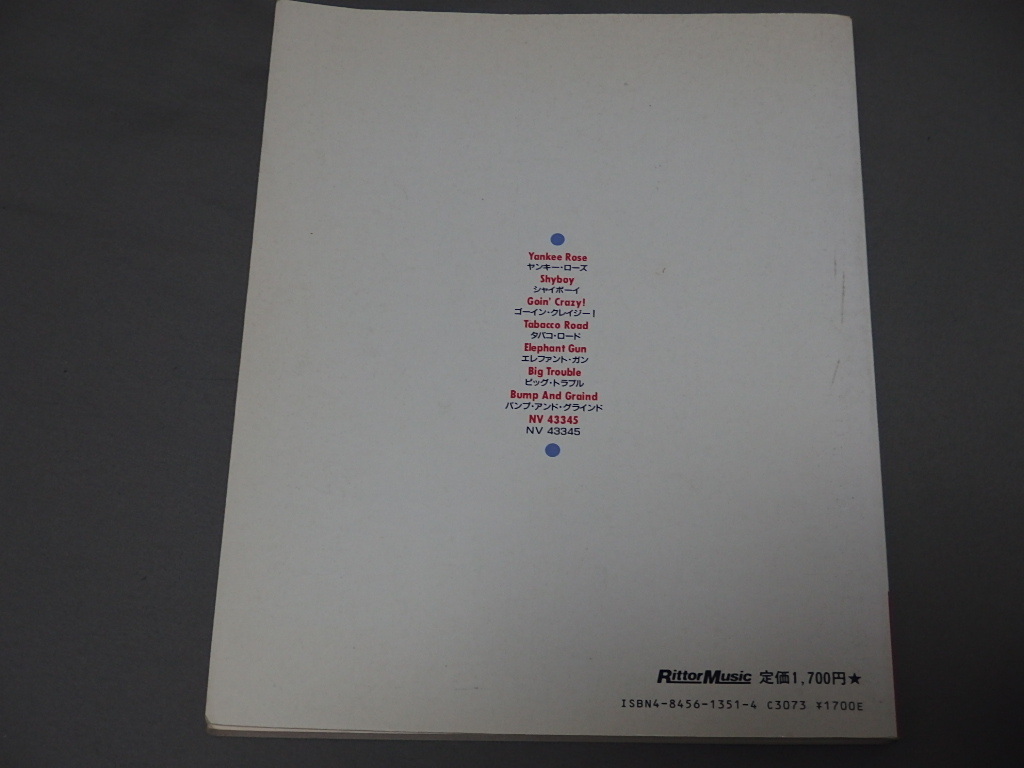 Yankee Rose
ヤンキー・ローズ
Shyboy
シャイボーイ
Goin' Crazy!
ゴーイン・クレイジー!
Tabacco Road
タバコ・ロード
Elephant Gun
エレファント・ガン
Big Trouble
ビッグ・トラブル
Bump And Graind
バンプ・アンド・グラインド
NV 43345
NV 43345
RittorMusic 定価1,700円★
ISBN4-8456-1351-4 C3073 ¥1700E